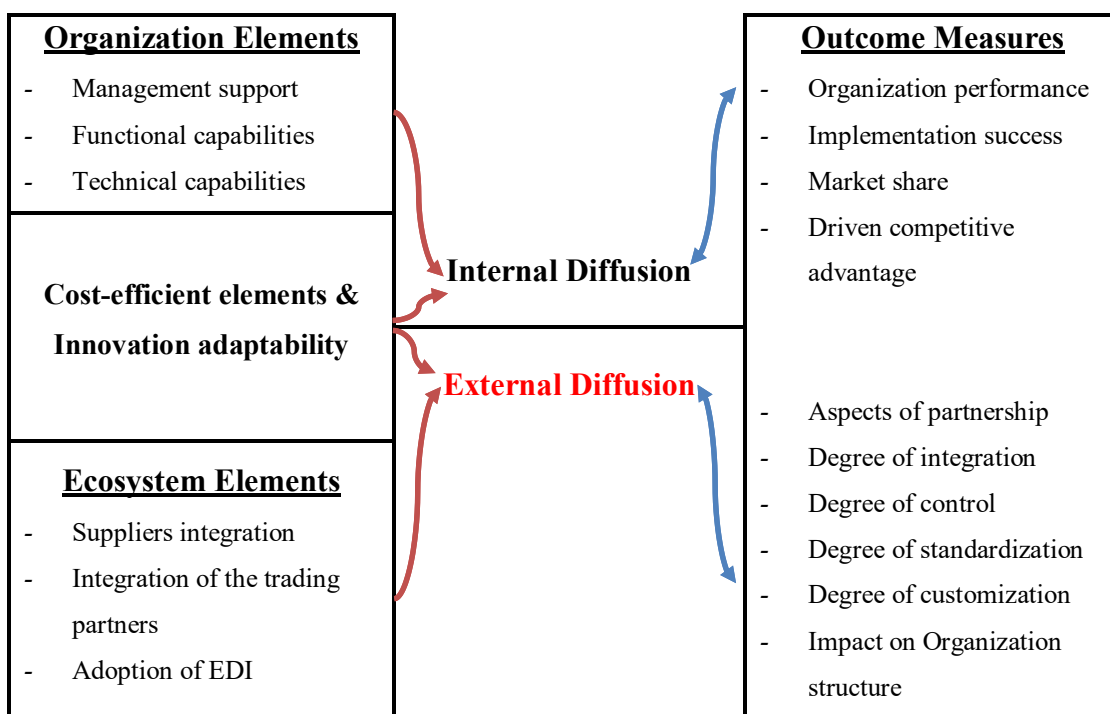 Organization Elements
- Management support
- Functional capabilities
- Technical capabilities
Cost-efficient elements &
Innovation adaptability
Ecosystem Elements
- Suppliers integration
- Integration of the trading
partners
- Adoption of EDI
Internal Diffusion
External Diffusion
Outcome Measures
- Organization performance
- Implementation success
- Market share
- Driven competitive
advantage
- Aspects of partnership
- Degree of integration
- Degree of control
- Degree of standardization
- Degree of customization
- Impact on Organization
structure